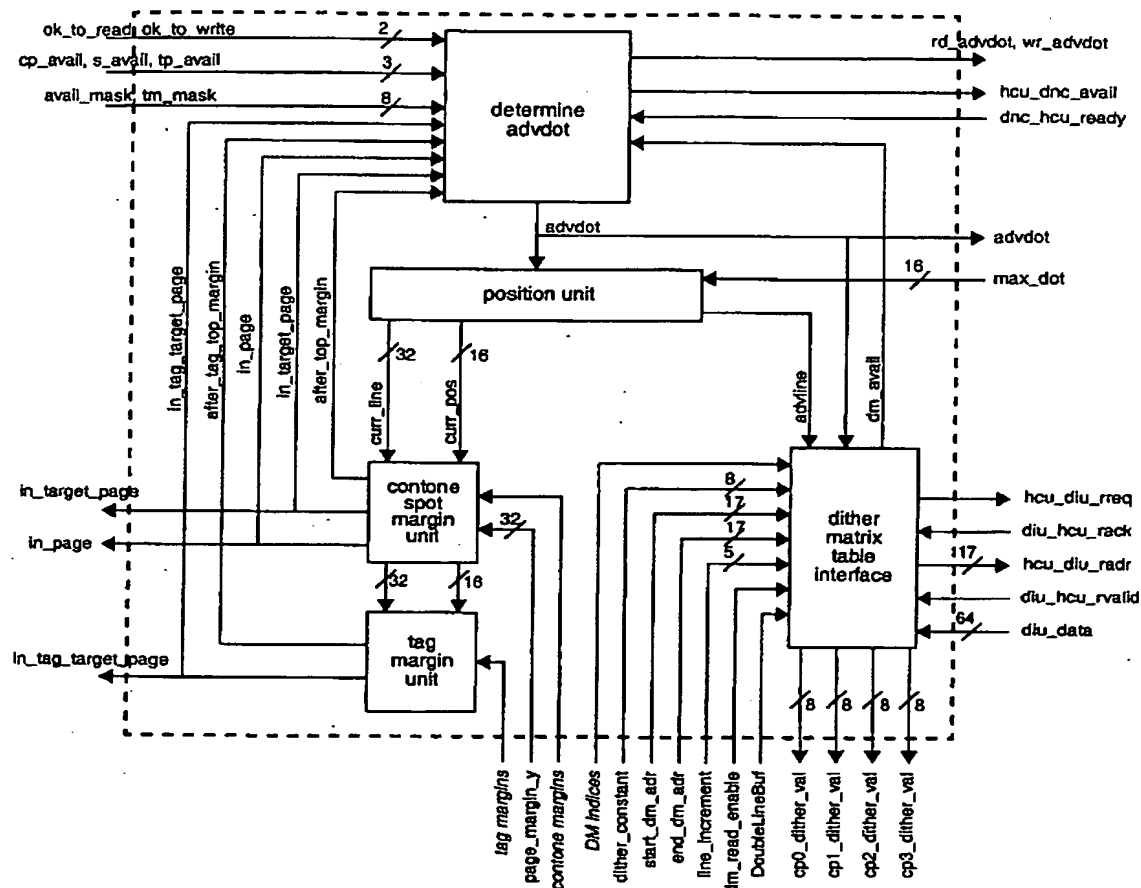 ok_to_read, ok_to_write
2
cp_avail, s_avail, tp_avail
3
avail_mask, tm_mask
8
determine
advdot
rd_advdot, wr_advdot
hcu_dnc_avail
dnc_hcu_ready
advdot
advdot
16
max_dot
position unit
in_tag_target_page
after_tag_top_margin
in_page
in_target_page
after_top_margin
32
16
curr_line
curr_pos
advline
dm_avail
in_target_page
in_page
contone
spot
margin
unit
32
32
16
in_tag_target_page
tag
margin
unit
8
17
17
5
dither
matrix
table
interface
hcu_diu_rreq
diu_hcu_rack
17
hcu_diu_radr
diu_hcu_rvalid
64
diu_data
8
8
8
8
tag margins
page_margin_y
contone margins
DM indices
dither_constant
start_dm_adr
end_dm_adr
line_increment
dm_read_enable
DoubleLineBuf
cp0_dither_val
cp1_dither_val
cp2_dither_val
cp3_dither_val